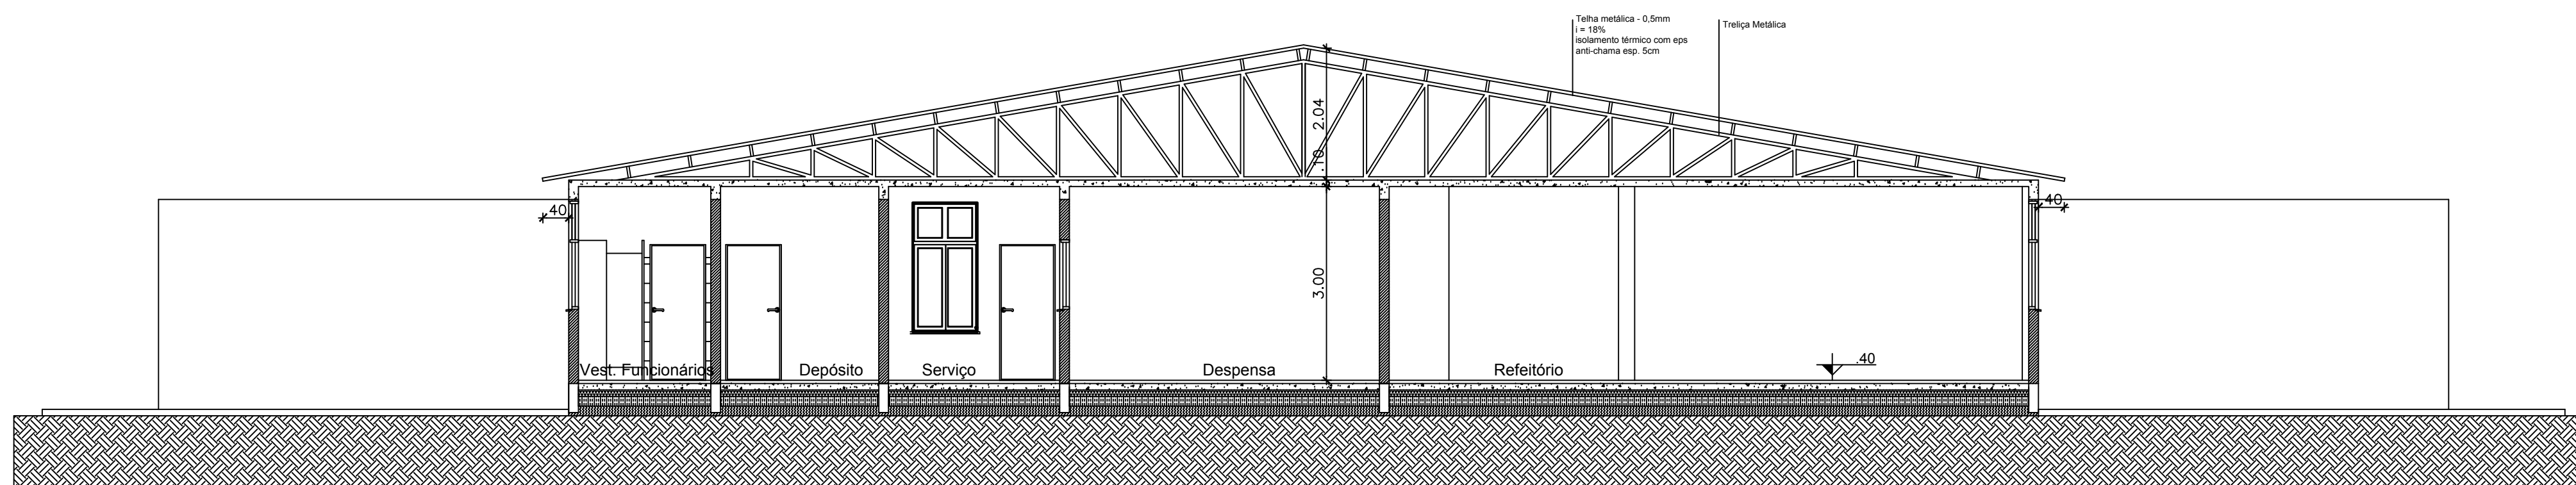 Telha metálica - 0,5mm
i = 18%
isolamento térmico com eps
anti-chama esp. 5cm
Treliça Metálica
2.04
.10
40
40
3.00
.40
Vest. Funcionários
Depósito
Serviço
Despensa
Refeitório